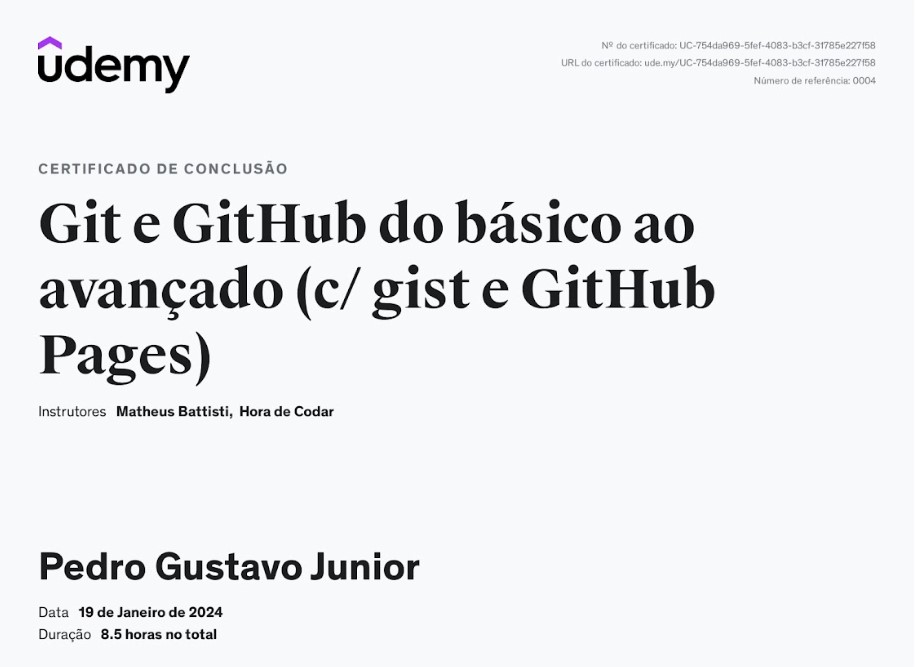 udemy
Nº do certificado: UC-754da969-5fef-4083-b3cf-31785e227f58
URL do certificado: ude.my/UC-754da969-5fef-4083-b3cf-31785e227f58
Número de referência: 0004
CERTIFICADO DE CONCLUSÃO
Git e GitHub do básico ao
avançado (c/ gist e GitHub
Pages)
Instrutores Matheus Battisti, Hora de Codar
Pedro Gustavo Junior
Data 19 de Janeiro de 2024
Duração 8.5 horas no total